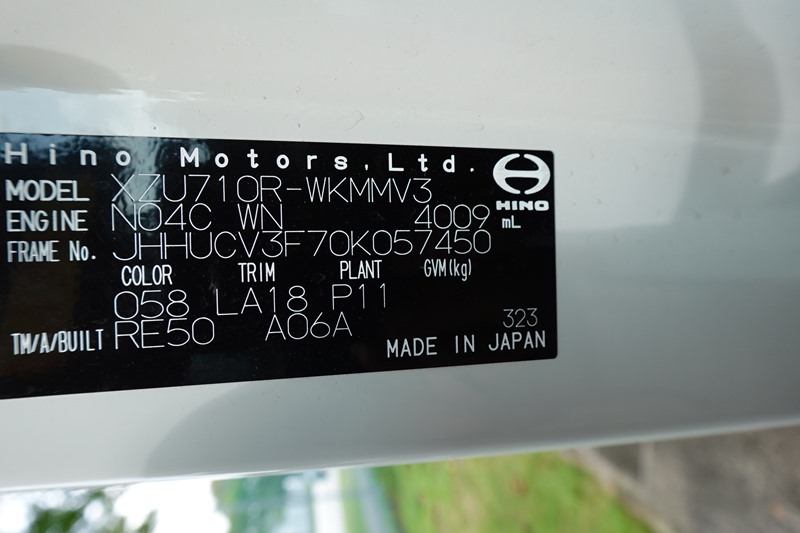 Hino Motors, Ltd.
HINO
MODEL XZU710R-WKMMV3
ENGINE N04C WN 4009 mL
FRAME No. JHHUCV3F70K057450
COLOR TRIM PLANT GVM(kg)
058 LA18 P11
TM/A/BUILT RE50 A06A
323
MADE IN JAPAN